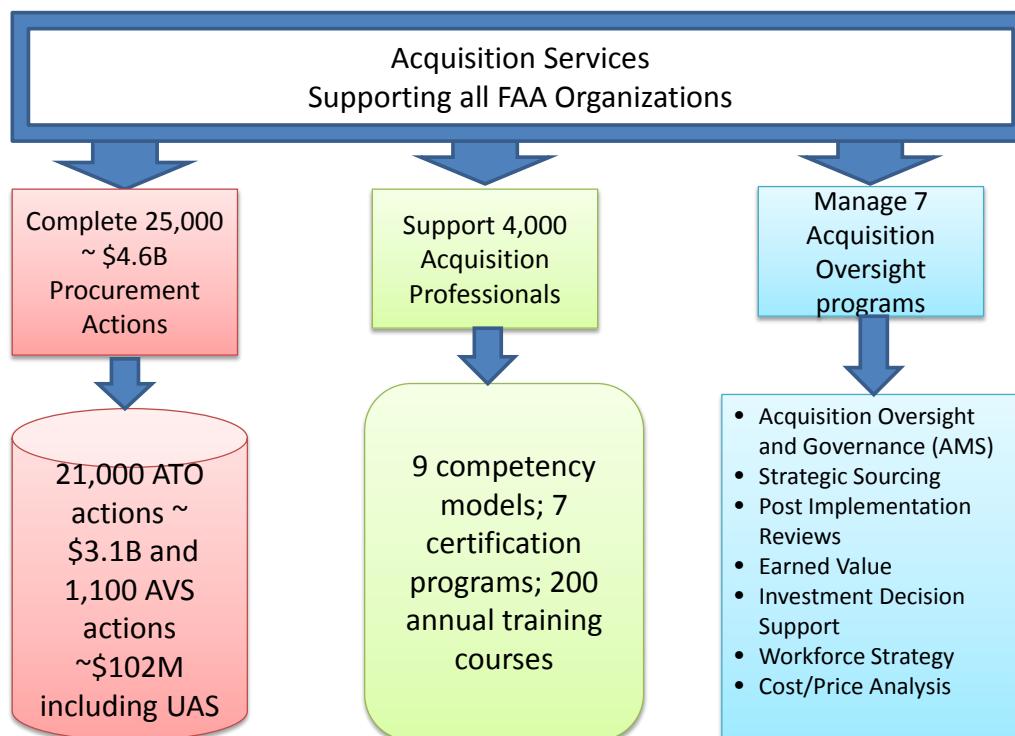 Acquisition Services
Supporting all FAA Organizations
Complete 25,000
~ $4.6B
Procurement
Actions
Support 4,000
Acquisition
Professionals
Manage 7
Acquisition
Oversight
programs
21,000 ATO
actions ~
$3.1B and
1,100 AVS
actions
~$102M
including UAS
9 competency
models; 7
certification
programs; 200
annual training
courses
• Acquisition Oversight
and Governance (AMS)
• Strategic Sourcing
• Post Implementation
Reviews
• Earned Value
• Investment Decision
Support
• Workforce Strategy
• Cost/Price Analysis